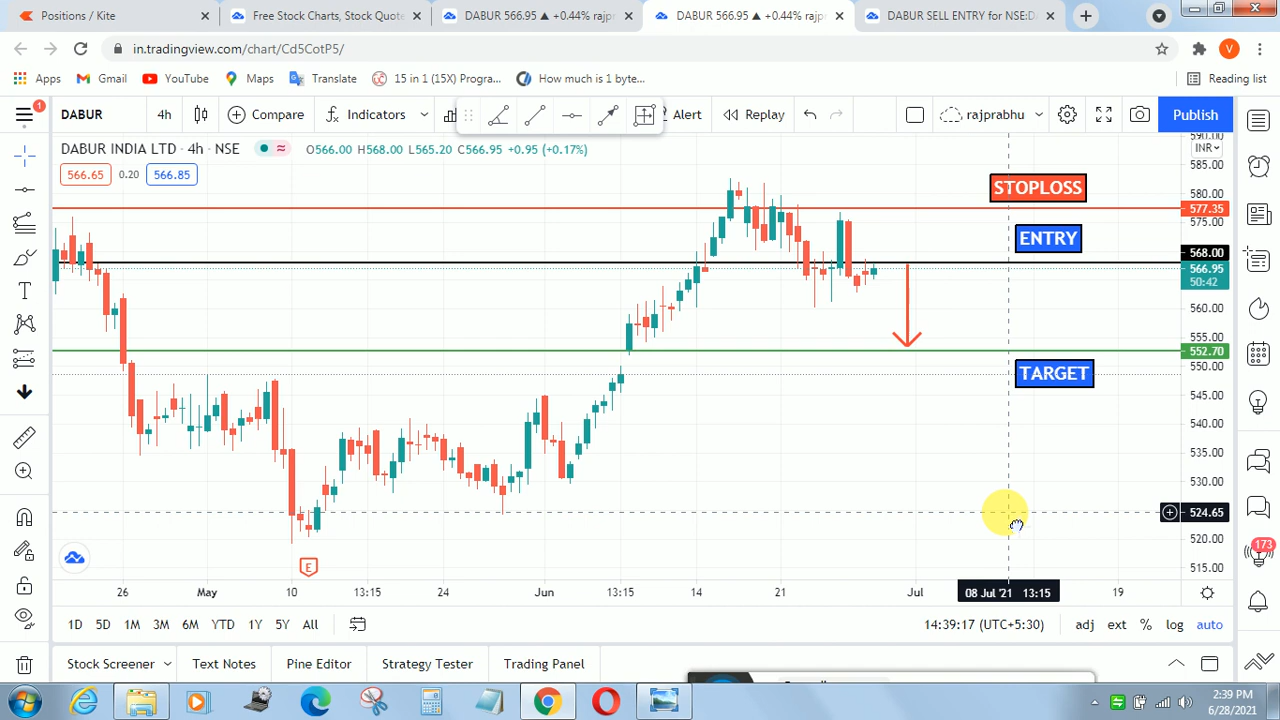 Positions / Kite
Free Stock Charts, Stock Quote
DABUR 566.95 ▲ +0.44% rajp
DABUR 566.95 ▲ +0.44% rajp
DABUR SELL ENTRY for NSE:D
in.tradingview.com/chart/Cd5CotP5/
V
Apps
Gmail
YouTube
Maps
Translate
15 in 1 (15X) Progra...
How much is 1 byte...
Reading list
1
DABUR
4h
Compare
Indicators
Alert
Replay
rajprabhu
Publish
DABUR INDIA LTD · 4h · NSE
O566.00 H568.00 L565.20 C566.95 +0.95 (+0.17%)
566.65
0.20
566.85
INR
590.00
585.00
580.00
577.35
575.00
568.00
566.95
50:42
560.00
555.00
552.70
550.00
545.00
540.00
535.00
530.00
524.65
520.00
515.00
STOPLOSS
ENTRY
TARGET
E
26
May
10
13:15
24
Jun
13:15
14
21
Jul
08 Jul '21 13:15
19
1D
5D
1M
3M
6M
YTD
1Y
5Y
All
14:39:17 (UTC+5:30)
adj
ext
%
log
auto
173
Stock Screener
Text Notes
Pine Editor
Strategy Tester
Trading Panel
2:39 PM
6/28/2021